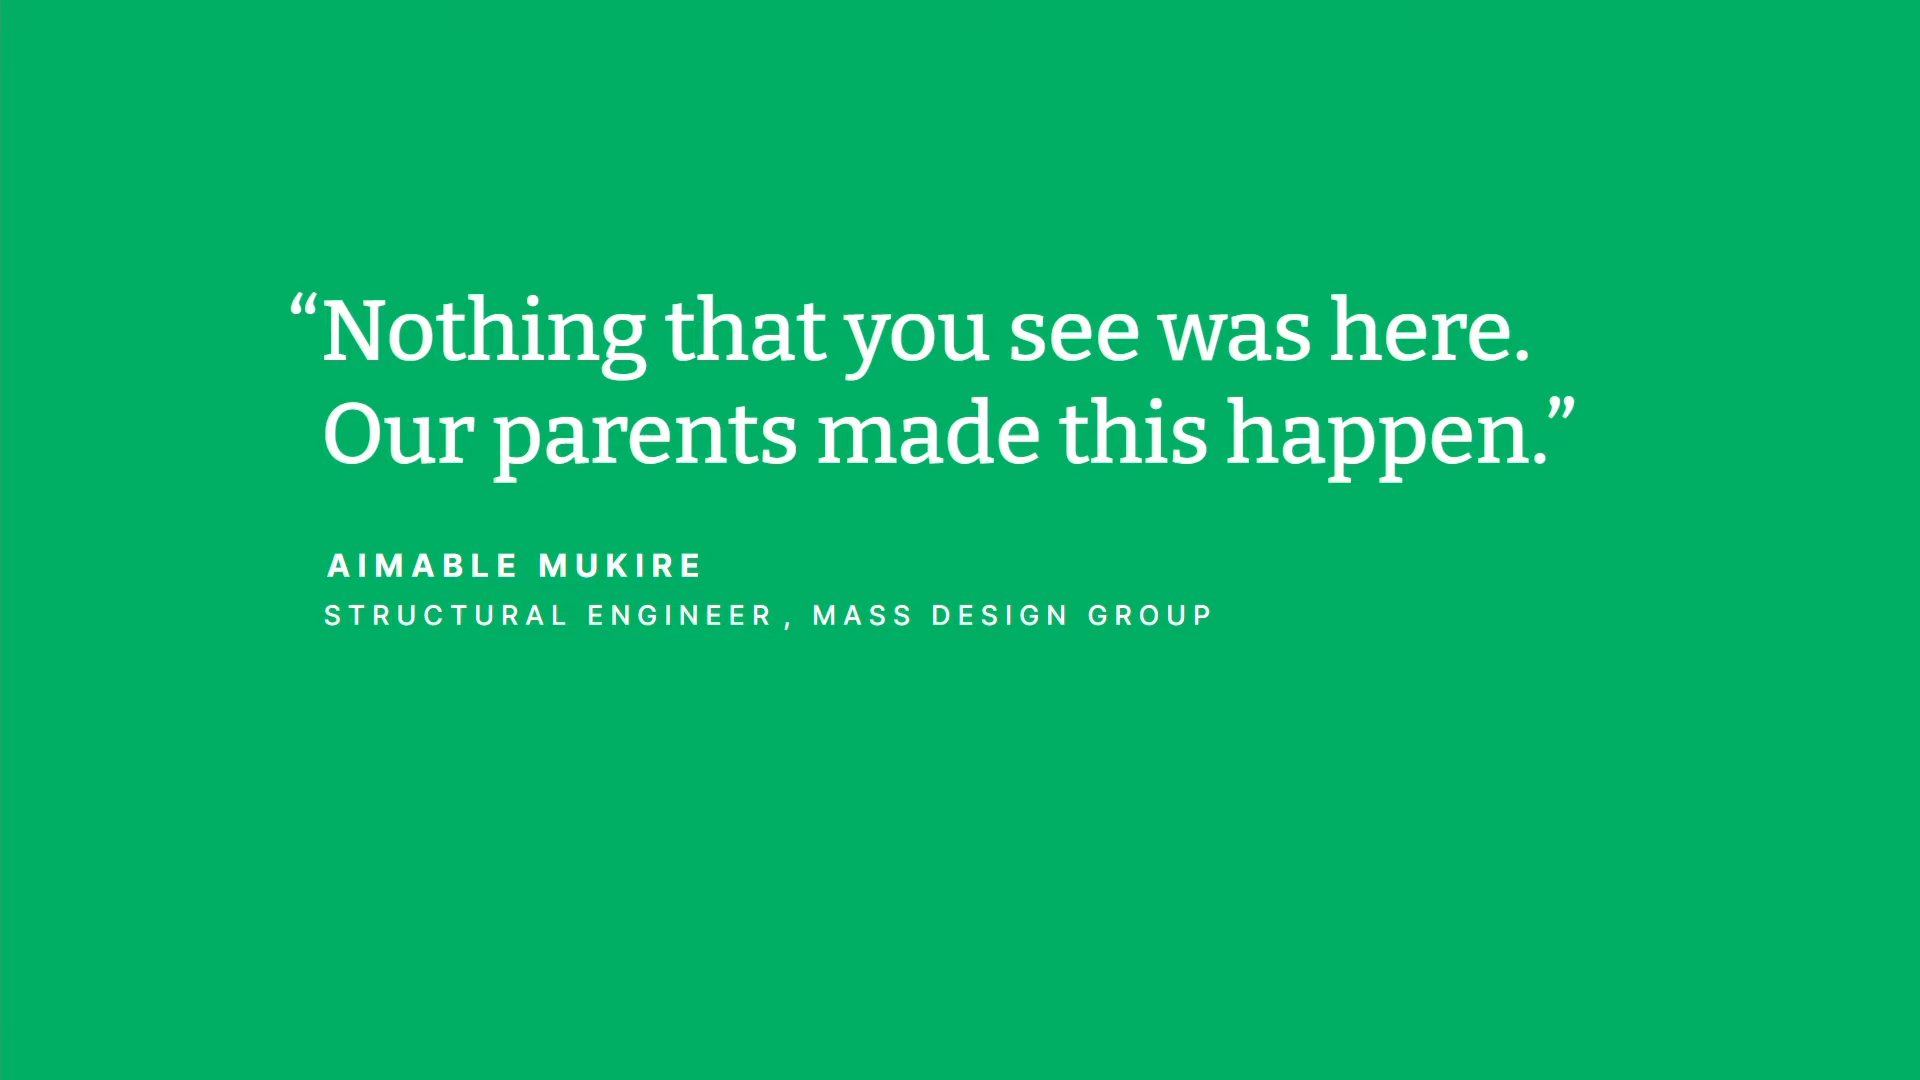 “Nothing that you see was here.
Our parents made this happen.”
AIMABLE MUKIRE
STRUCTURAL ENGINEER, MASS DESIGN GROUP